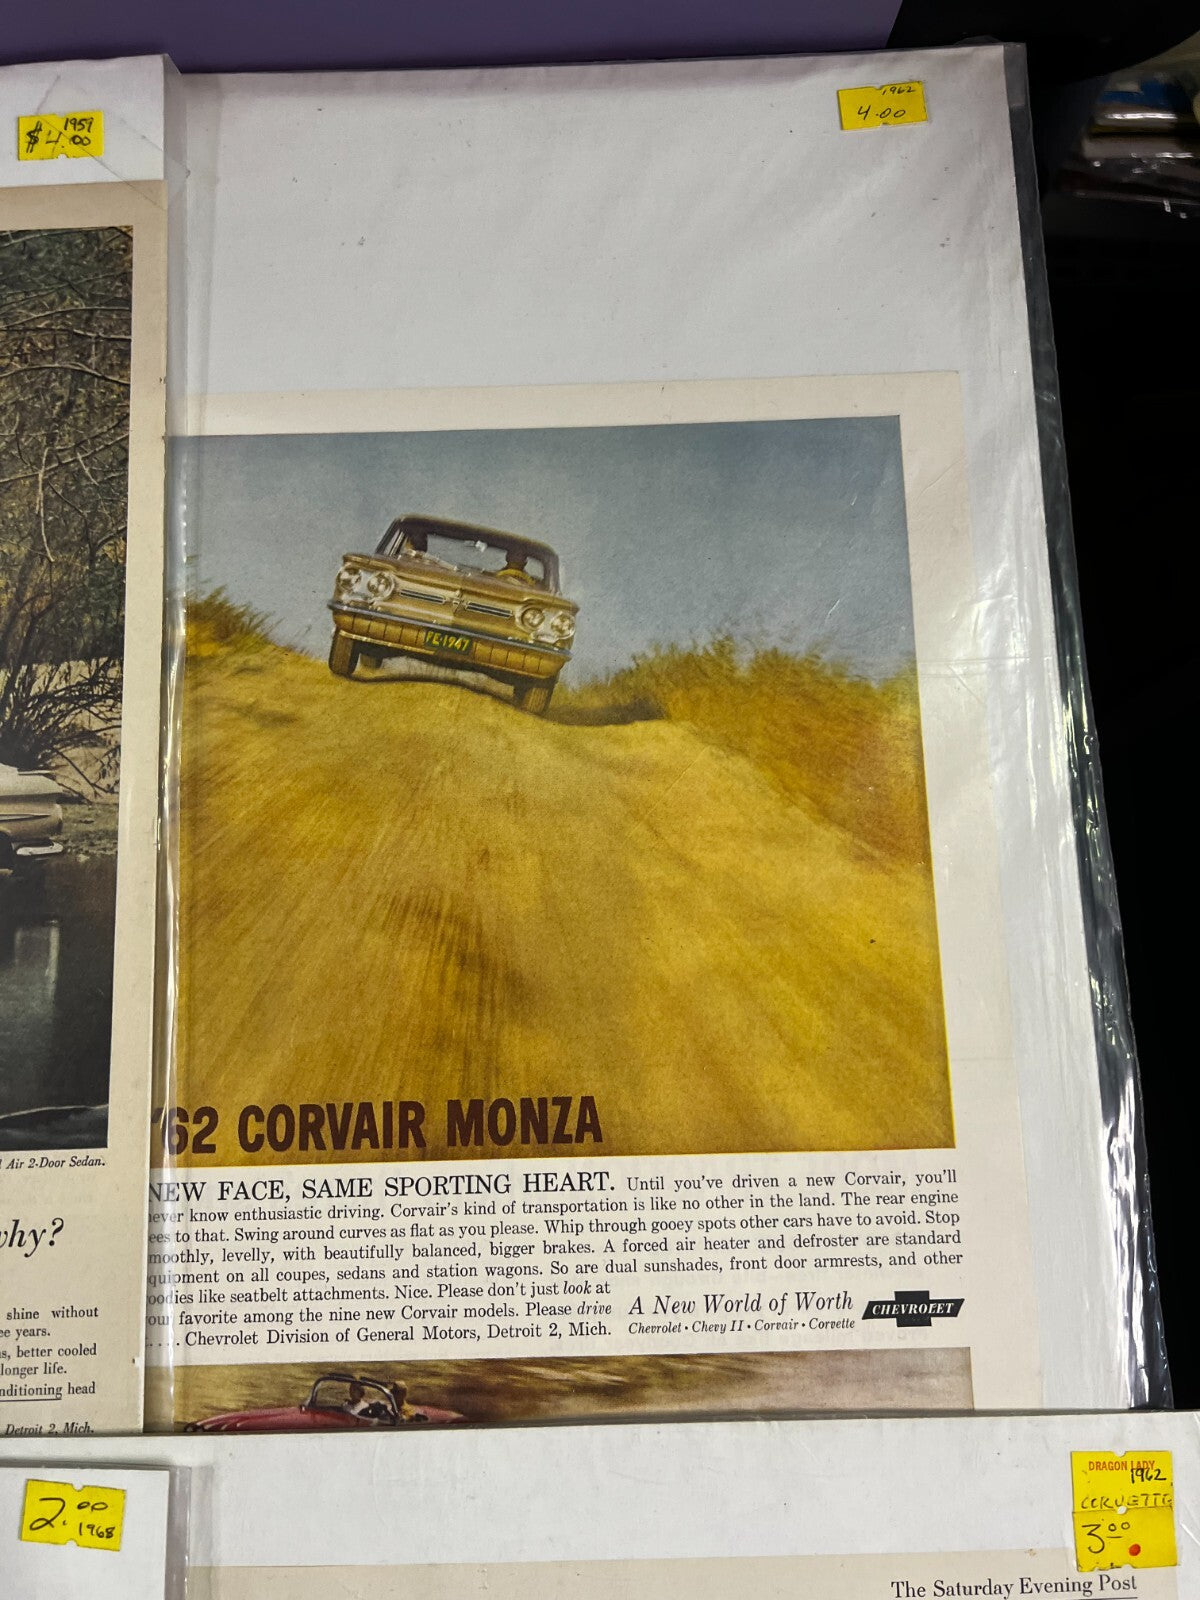 1959
$4.00
1962
4.00
PE-1947
'62 CORVAIR MONZA
NEW FACE, SAME SPORTING HEART. Until you've driven a new Corvair, you'll
never know enthusiastic driving. Corvair's kind of transportation is like no other in the land. The rear engine
ees to that. Swing around curves as flat as you please. Whip through gooey spots other cars have to avoid. Stop
moothly, levelly, with beautifully balanced, bigger brakes. A forced air heater and defroster are standard
quipment on all coupes, sedans and station wagons. So are dual sunshades, front door armrests, and other
oodies like seatbelt attachments. Nice. Please don't just look at
our favorite among the nine new Corvair models. Please drive
. . . . Chevrolet Division of General Motors, Detroit 2, Mich.
A New World of Worth
Chevrolet • Chevy II • Corvair • Corvette
CHEVROLET
l Air 2-Door Sedan.
why?
shine without
ee years.
s, better cooled
longer life.
nditioning head
Detroit 2, Mich.
2.00
1968
DRAGON LADY
1962
CORVETTE
3.00
The Saturday Evening Post